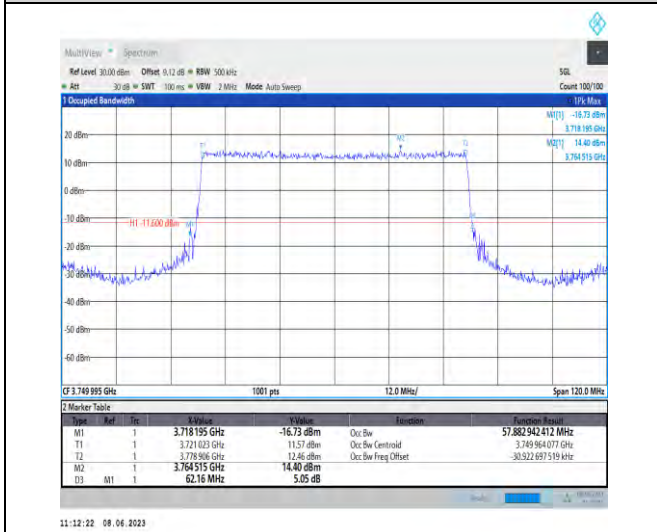 MultiView Spectrum
Ref Level 30.00 dBm Offset 9.12 dB RBW 500 kHz SGL
Att 30 dB SWT 100 ms VBW 2 MHz Mode Auto Sweep Count 100/100
1 Occupied Bandwidth 1Pk Max
M1[1] -16.73 dBm
3.718 195 GHz
M2[1] 14.40 dBm
3.764 515 GHz
20 dBm
10 dBm
0 dBm
-10 dBm
H1 -11.600 dBm
-20 dBm
-30 dBm
-40 dBm
-50 dBm
-60 dBm
T1
M2
T2
M1
CF 3.749 995 GHz 1001 pts 12.0 MHz/ Span 120.0 MHz
2 Marker Table
Type Ref Trc X-Value Y-Value Function Function Result
M1 1 3.718 195 GHz -16.73 dBm Occ Bw 57.882 942 412 MHz
T1 1 3.721 023 GHz 11.57 dBm Occ Bw Centroid 3.749 964 077 GHz
T2 1 3.778 906 GHz 12.46 dBm Occ Bw Freq Offset -30.922 697 519 kHz
M2 1 3.764 515 GHz 14.40 dBm
D3 M1 1 62.16 MHz 5.05 dB
11:12:22 08.06.2023